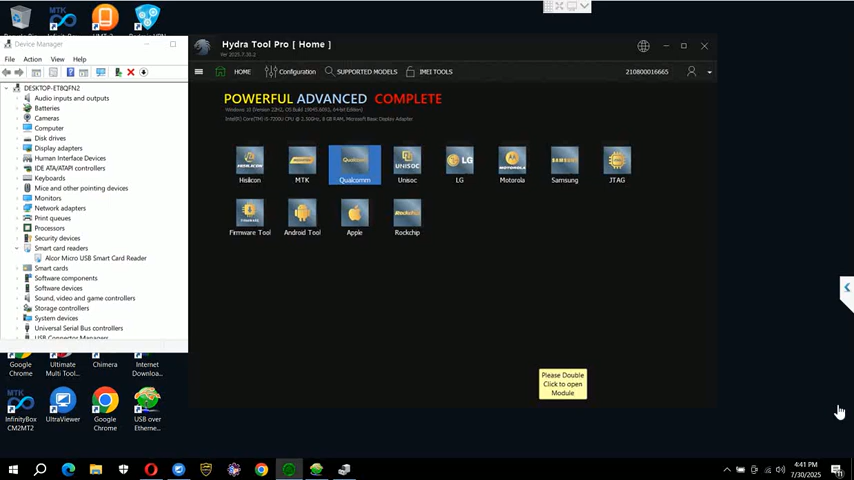 Device Manager
File Action View Help
DESKTOP-ET8QFN2
Audio inputs and outputs
Batteries
Cameras
Computer
Disk drives
Display adapters
Human Interface Devices
IDE ATA/ATAPI controllers
Keyboards
Mice and other pointing devices
Monitors
Network adapters
Print queues
Processors
Security devices
Smart card readers
Alcor Micro USB Smart Card Reader
Smart cards
Software components
Software devices
Sound, video and game controllers
Storage controllers
System devices
Universal Serial Bus controllers
USB Connector Managers
Hydra Tool Pro [ Home ]
HOME Configuration SUPPORTED MODELS IMEI TOOLS 210800016665
POWERFUL ADVANCED COMPLETE
Hisilicon MTK Qualcomm Unisoc LG Motorola Samsung JTAG
Firmware Tool Android Tool Apple Rockchip
Please Double
Click to open
Module
Google Chrome
Ultimate Multi Tool...
Chimera
Internet Downloa...
InfinityBox CM2MT2
UltraViewer
Google Chrome
USB over Etherne...
4:41 PM
7/30/2025